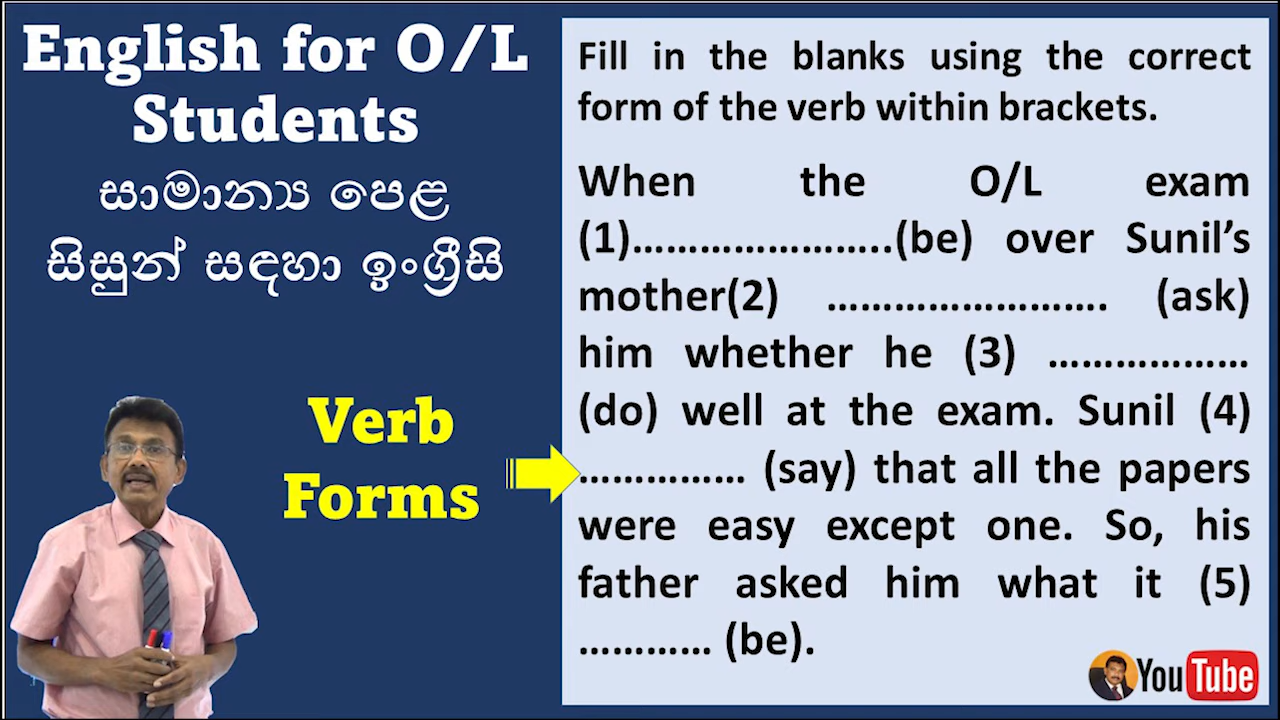 English for O/L
Students
සාමාන්‍ය පෙළ
සිසුන් සඳහා ඉංග්‍රීසි
Verb
Forms
Fill in the blanks using the correct
form of the verb within brackets.
When the O/L exam
(1)……………………..(be) over Sunil’s
mother(2) ……………………. (ask)
him whether he (3) ………………
(do) well at the exam. Sunil (4)
…………… (say) that all the papers
were easy except one. So, his
father asked him what it (5)
………… (be).
YouTube